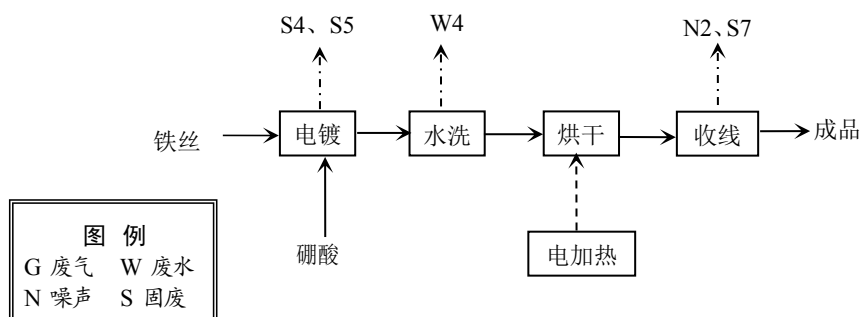 S4、S5
W4
N2、S7
铁丝
电镀
水洗
烘干
收线
成品
硼酸
电加热
图 例
G 废气 W 废水
N 噪声 S 固废